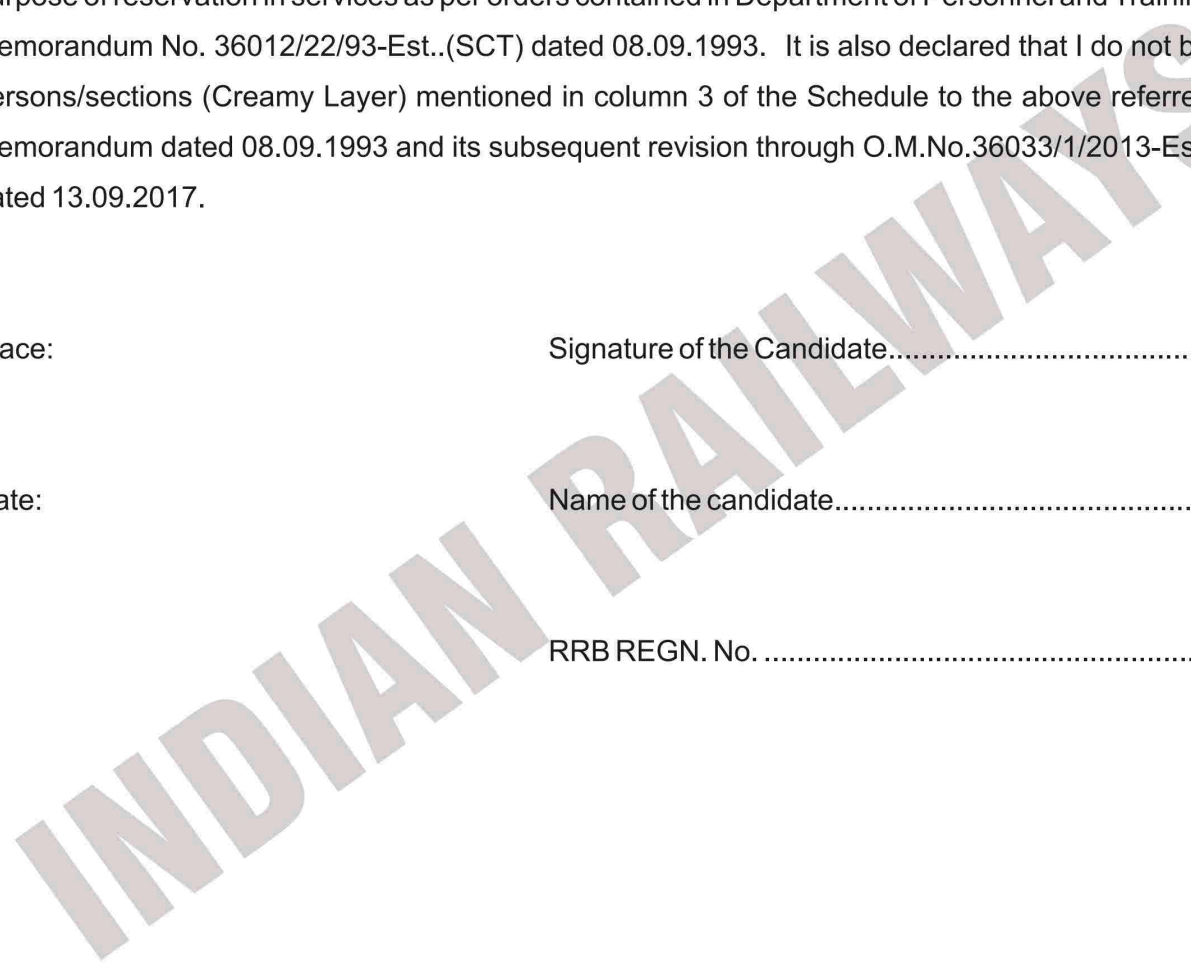 urpose of reservation in services as per orders contained in Department of Personnel and Trainin
emorandum No. 36012/22/93-Est..(SCT) dated 08.09.1993. It is also declared that I do not b
ersons/sections (Creamy Layer) mentioned in column 3 of the Schedule to the above referre
emorandum dated 08.09.1993 and its subsequent revision through O.M.No.36033/1/2013-Es
ated 13.09.2017.
ace: Signature of the Candidate.....................................
ate: Name of the candidate............................................
RRB REGN. No. .....................................................
INDIAN RAILWAYS